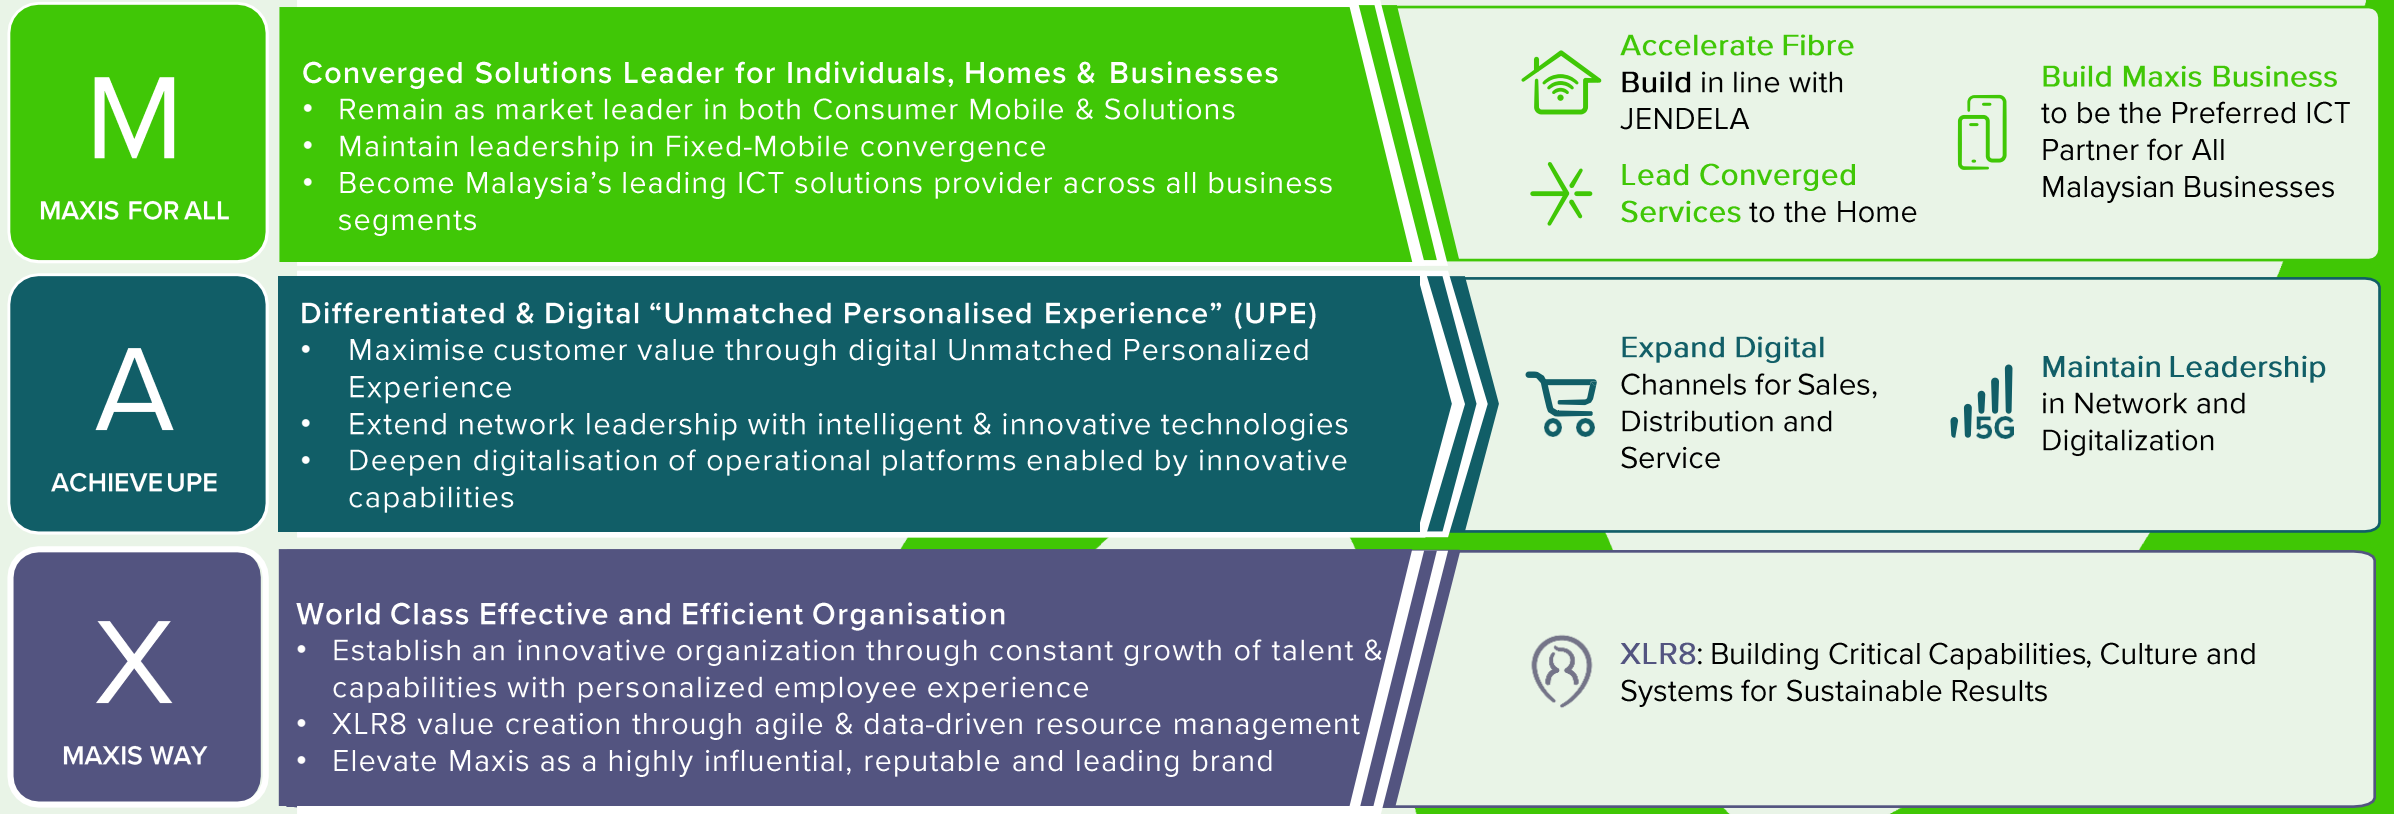 M
MAXIS FOR ALL
Converged Solutions Leader for Individuals, Homes & Businesses
• Remain as market leader in both Consumer Mobile & Solutions
• Maintain leadership in Fixed-Mobile convergence
• Become Malaysia’s leading ICT solutions provider across all business
segments
Accelerate Fibre
Build in line with
JENDELA
Lead Converged
Services to the Home
Build Maxis Business
to be the Preferred ICT
Partner for All
Malaysian Businesses
A
ACHIEVE UPE
Differentiated & Digital “Unmatched Personalised Experience” (UPE)
• Maximise customer value through digital Unmatched Personalized
Experience
• Extend network leadership with intelligent & innovative technologies
• Deepen digitalisation of operational platforms enabled by innovative
capabilities
Expand Digital
Channels for Sales,
Distribution and
Service
5G
Maintain Leadership
in Network and
Digitalization
X
MAXIS WAY
World Class Effective and Efficient Organisation
• Establish an innovative organization through constant growth of talent &
capabilities with personalized employee experience
• XLR8 value creation through agile & data-driven resource management
• Elevate Maxis as a highly influential, reputable and leading brand
XLR8: Building Critical Capabilities, Culture and
Systems for Sustainable Results